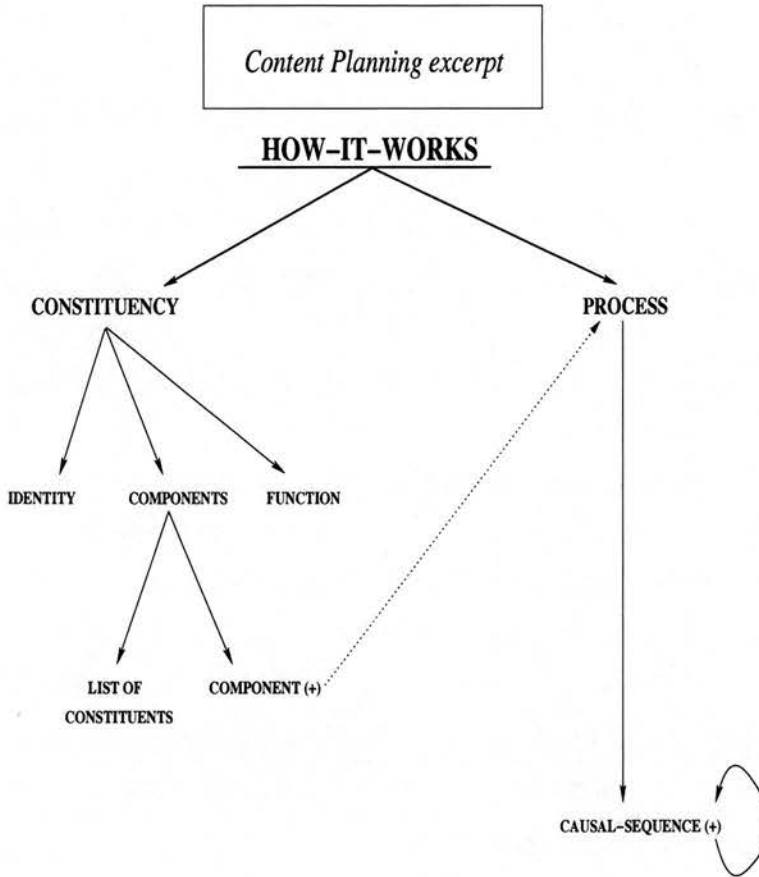 Content Planning excerpt
HOW–IT–WORKS
CONSTITUENCY
PROCESS
IDENTITY
COMPONENTS
FUNCTION
LIST OF
CONSTITUENTS
COMPONENT (+)
CAUSAL–SEQUENCE (+)